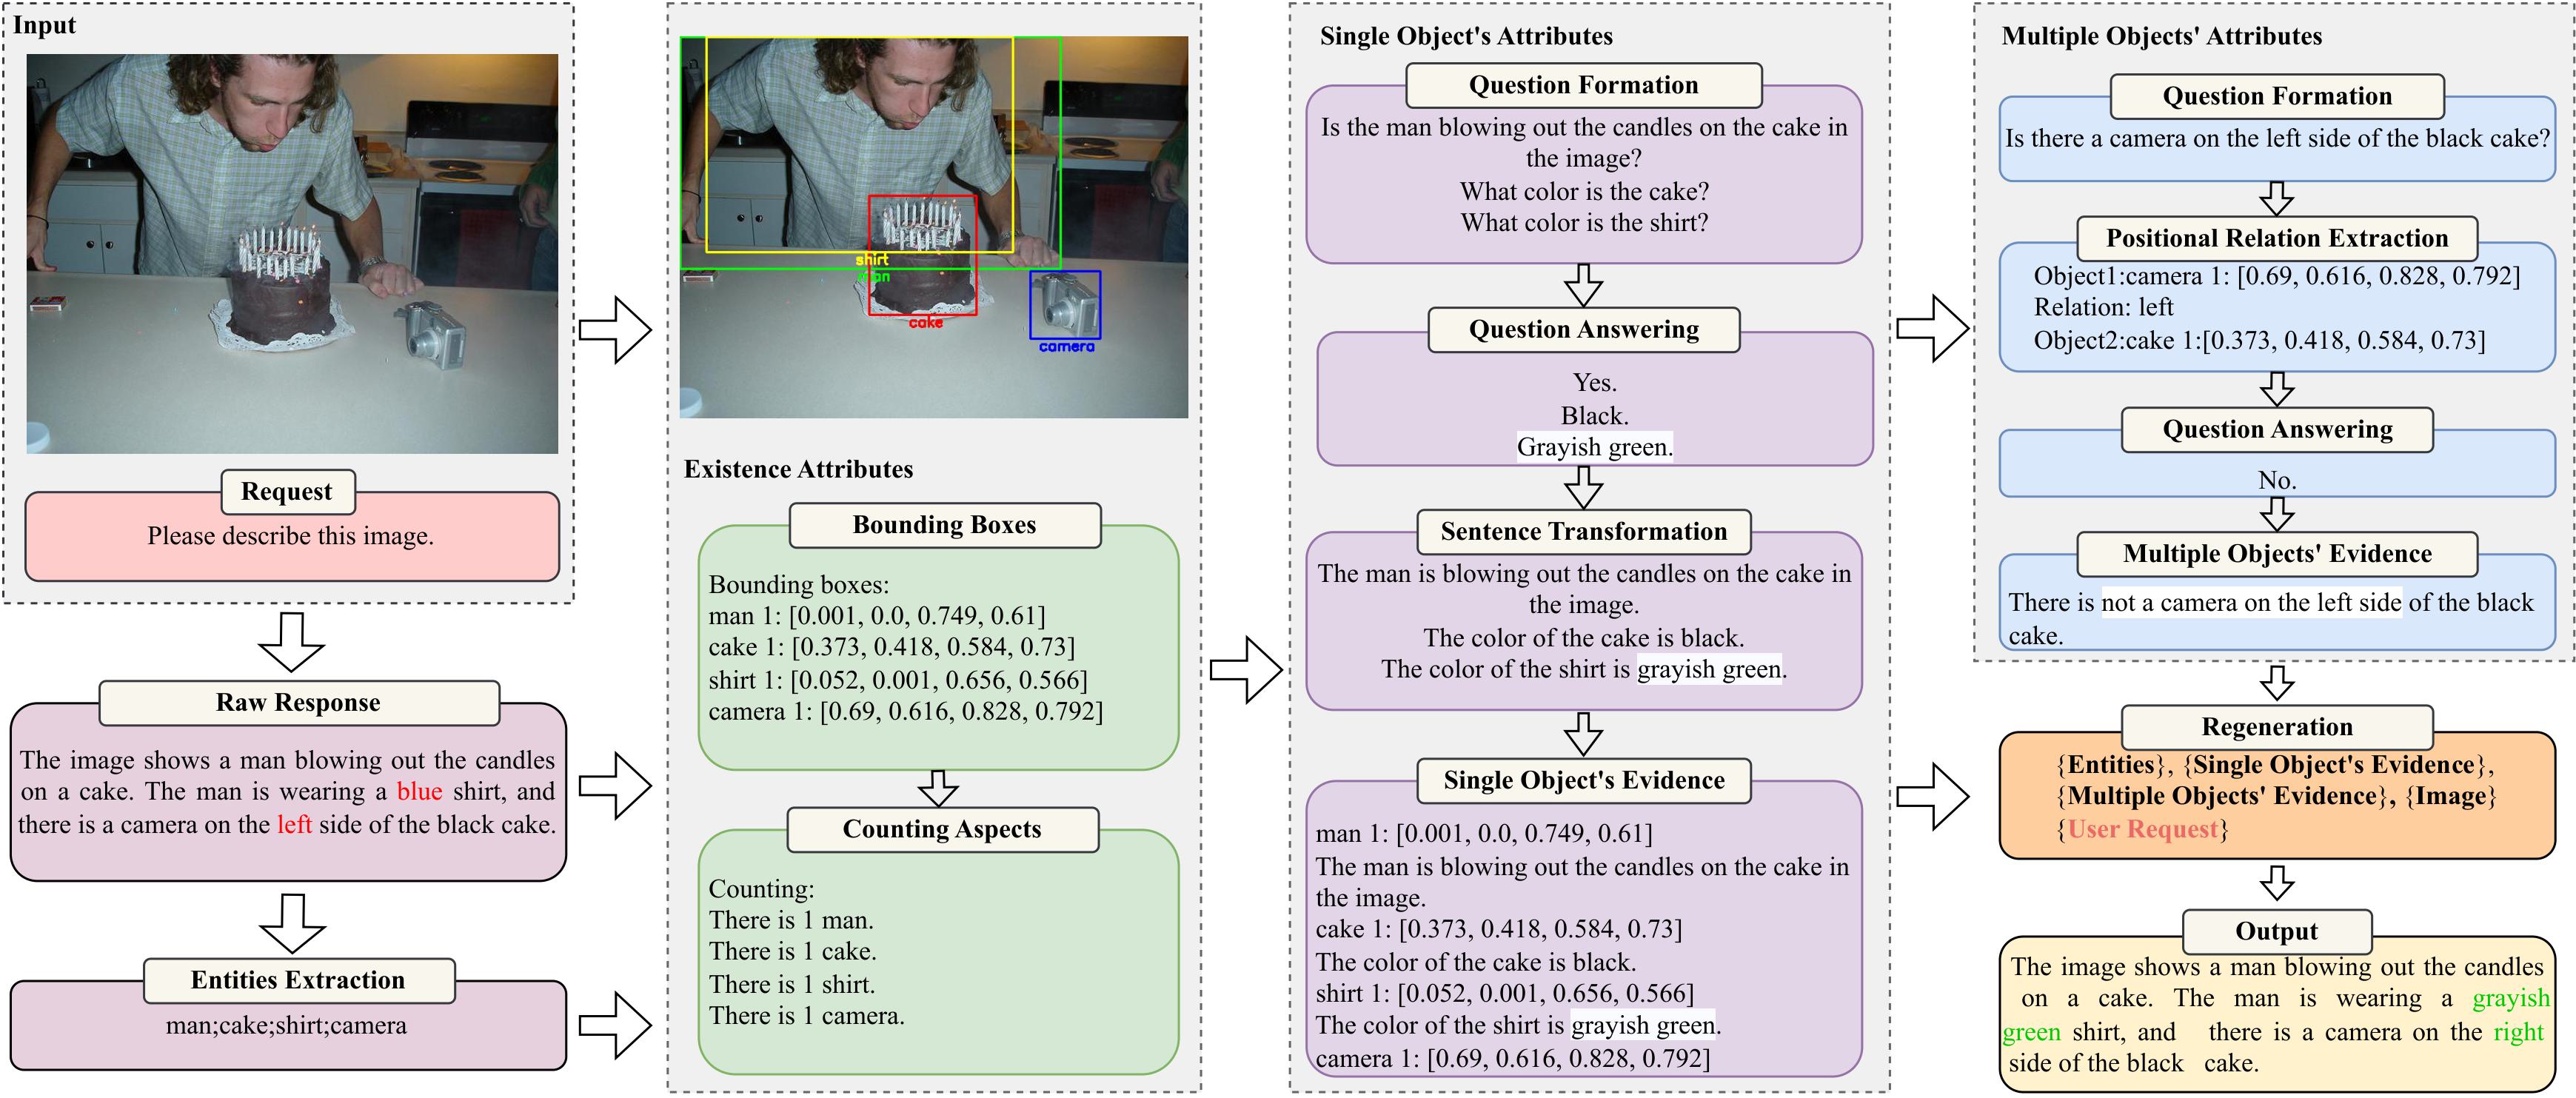 Input
Request
Please describe this image.
Raw Response
The image shows a man blowing out the candles
on a cake. The man is wearing a blue shirt, and
there is a camera on the left side of the black cake.
Entities Extraction
man;cake;shirt;camera
shirt
man
cake
camera
Existence Attributes
Bounding Boxes
Bounding boxes:
man 1: [0.001, 0.0, 0.749, 0.61]
cake 1: [0.373, 0.418, 0.584, 0.73]
shirt 1: [0.052, 0.001, 0.656, 0.566]
camera 1: [0.69, 0.616, 0.828, 0.792]
Counting Aspects
Counting:
There is 1 man.
There is 1 cake.
There is 1 shirt.
There is 1 camera.
Single Object's Attributes
Question Formation
Is the man blowing out the candles on the cake in
the image?
What color is the cake?
What color is the shirt?
Question Answering
Yes.
Black.
Grayish green.
Sentence Transformation
The man is blowing out the candles on the cake in
the image.
The color of the cake is black.
The color of the shirt is grayish green.
Single Object's Evidence
man 1: [0.001, 0.0, 0.749, 0.61]
The man is blowing out the candles on the cake in
the image.
cake 1: [0.373, 0.418, 0.584, 0.73]
The color of the cake is black.
shirt 1: [0.052, 0.001, 0.656, 0.566]
The color of the shirt is grayish green.
camera 1: [0.69, 0.616, 0.828, 0.792]
Multiple Objects' Attributes
Question Formation
Is there a camera on the left side of the black cake?
Positional Relation Extraction
Object1:camera 1: [0.69, 0.616, 0.828, 0.792]
Relation: left
Object2:cake 1:[0.373, 0.418, 0.584, 0.73]
Question Answering
No.
Multiple Objects' Evidence
There is not a camera on the left side of the black
cake.
Regeneration
{Entities}, {Single Object's Evidence},
{Multiple Objects' Evidence}, {Image}
{User Request}
Output
The image shows a man blowing out the candles
on a cake. The man is wearing a grayish
green shirt, and there is a camera on the right
side of the black cake.